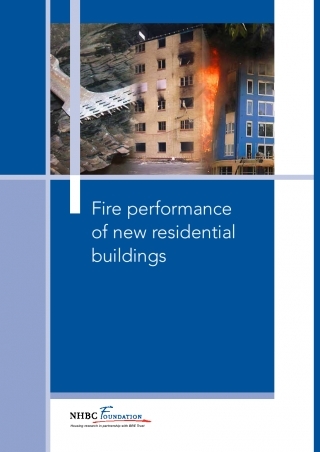 Fire performance
of new residential
buildings
NHBC FOUNDATION
Housing research in partnership with BRE Trust